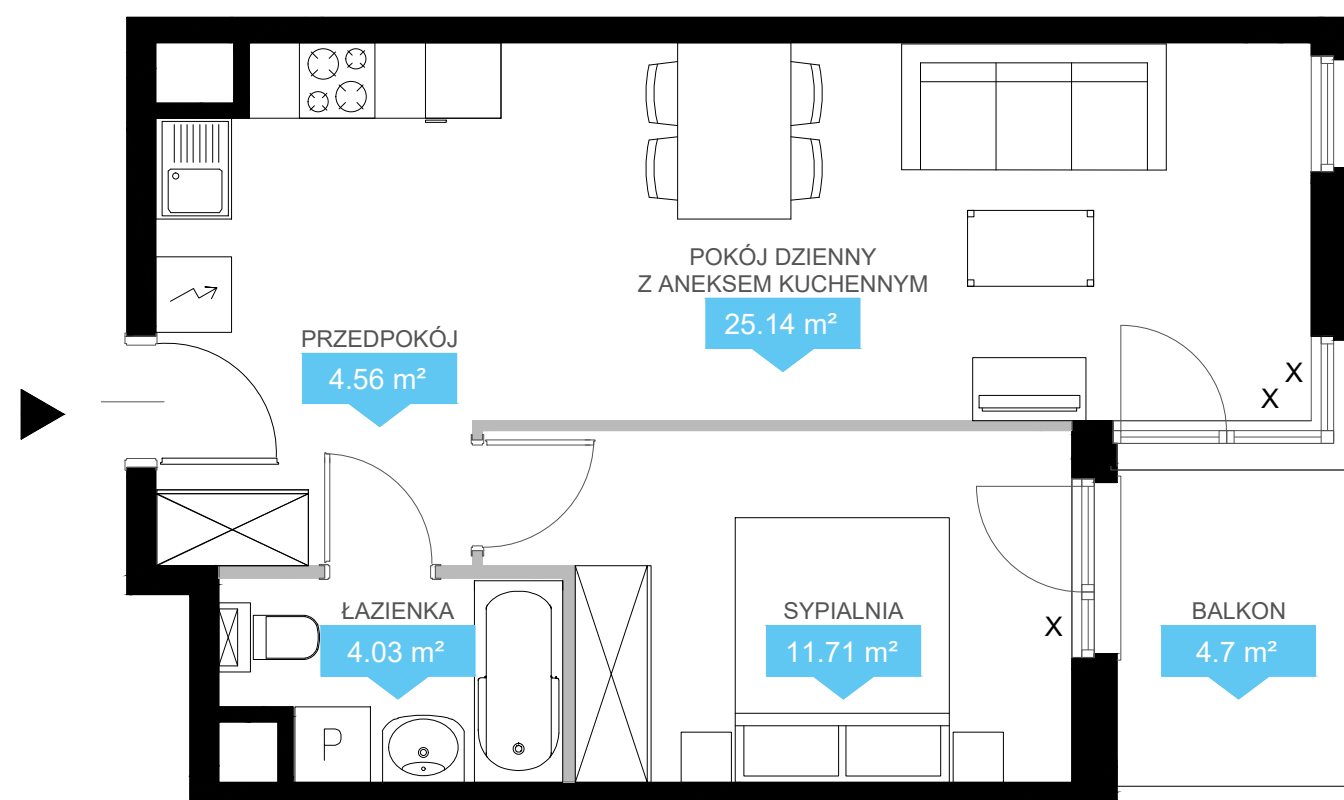 POKÓJ DZIENNY
Z ANEKSEM KUCHENNYM
25.14 m²
PRZEDPOKÓJ
4.56 m²
X
X
ŁAZIENKA
4.03 m²
SYPIALNIA
11.71 m²
X
BALKON
4.7 m²
P